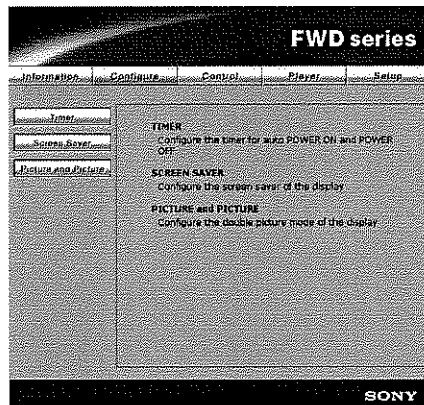 FWD series
Information Configure Control Player Setup
Timer
Screen Saver
Picture and Picture
TIMER
Configure the timer for auto POWER ON and POWER
OFF
SCREEN SAVER
Configure the screen saver of the display
PICTURE and PICTURE
Configure the double picture mode of the display
SONY